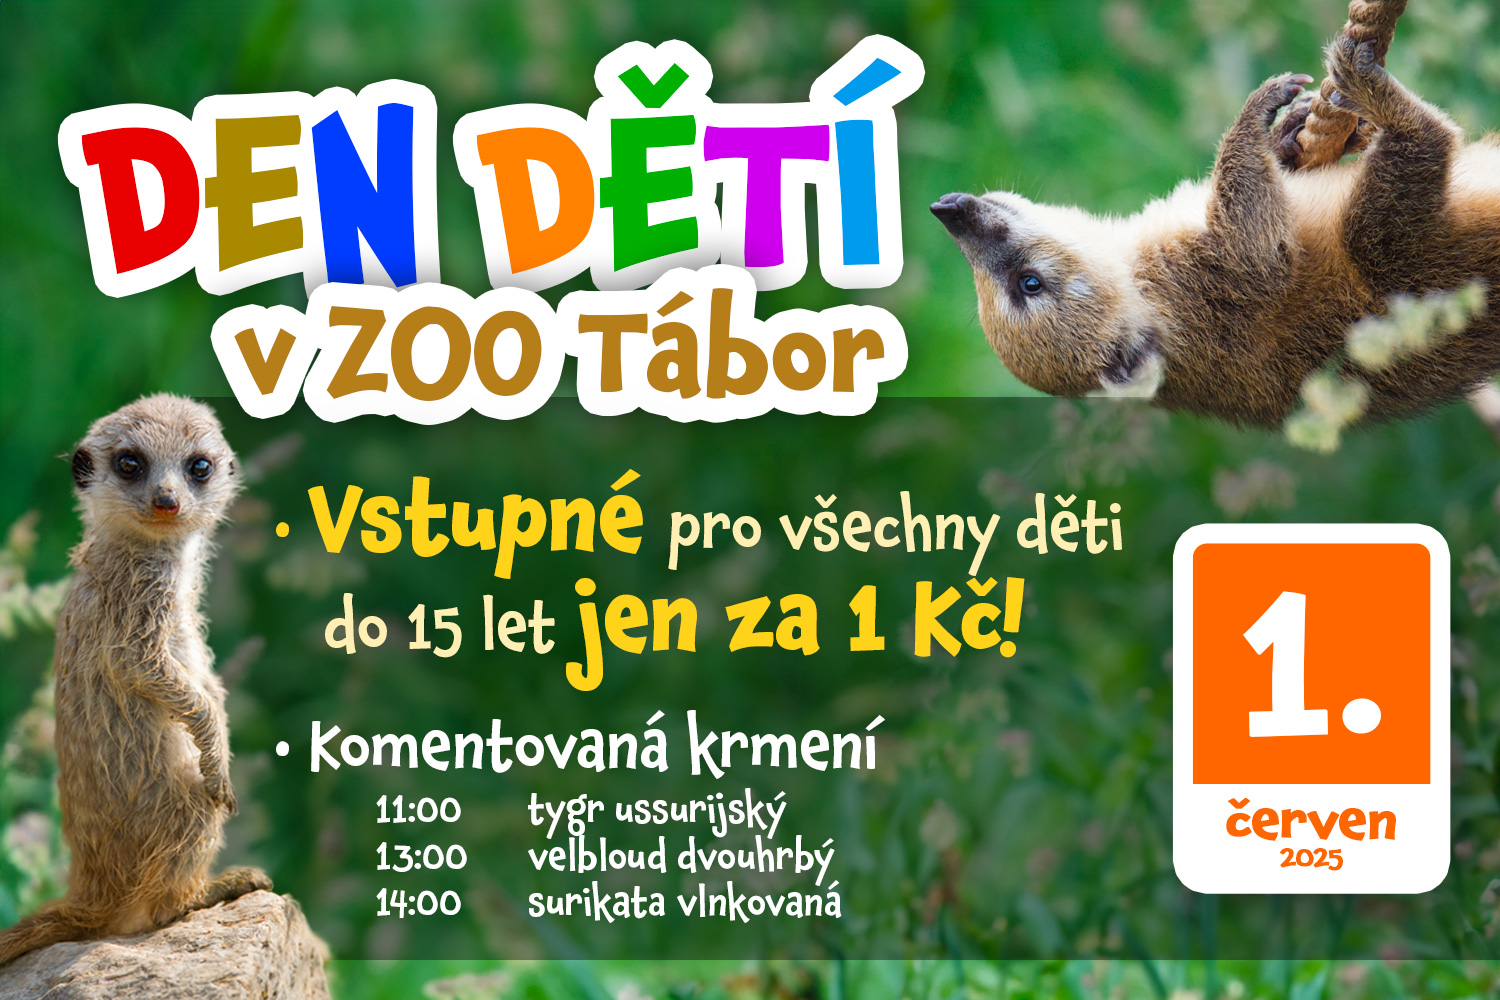 DEN DĚTÍ
v ZOO Tábor
• Vstupné pro všechny děti
do 15 let jen za 1 Kč!
• Komentovaná krmení
11:00 tygr ussurijský
13:00 velbloud dvouhrbý
14:00 surikata vlnkovaná
1.
červen
2025